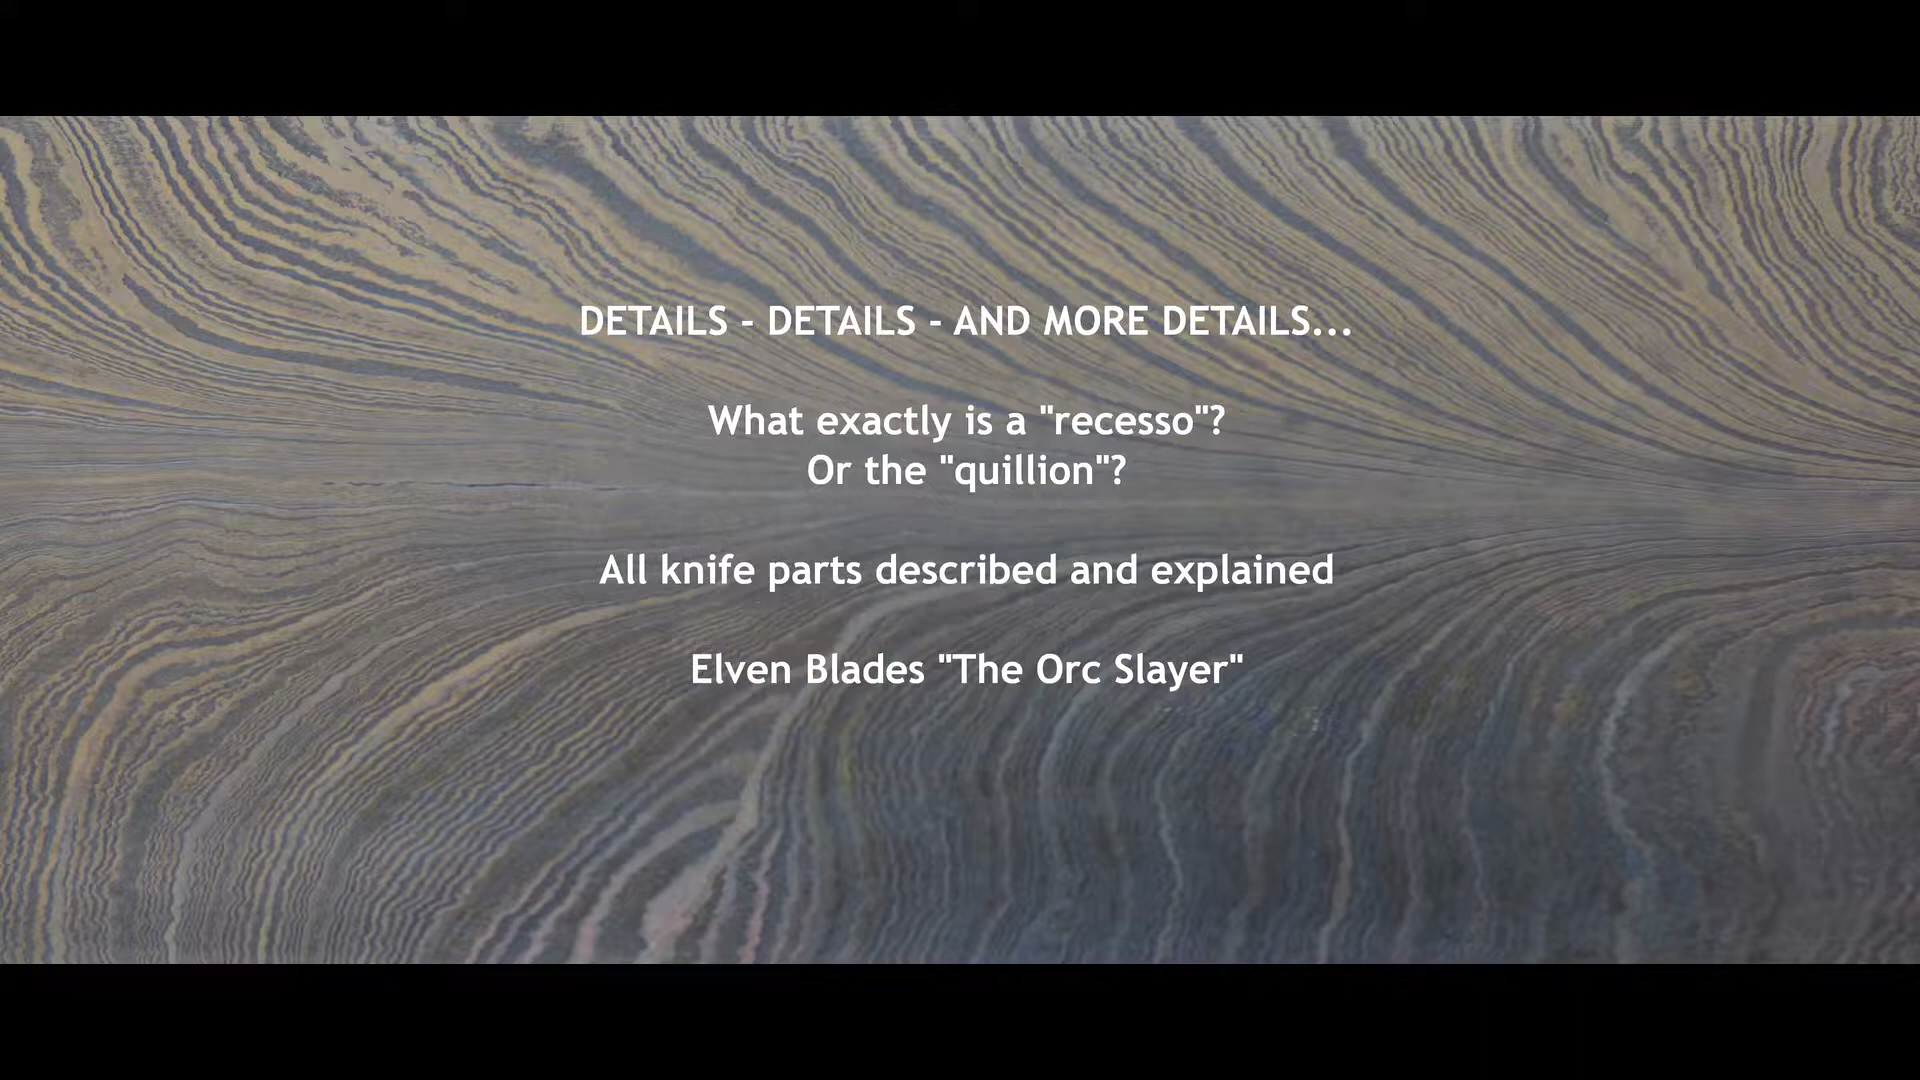 DETAILS - DETAILS - AND MORE DETAILS...
What exactly is a "recesso"?
Or the "quillion"?
All knife parts described and explained
Elven Blades "The Orc Slayer"